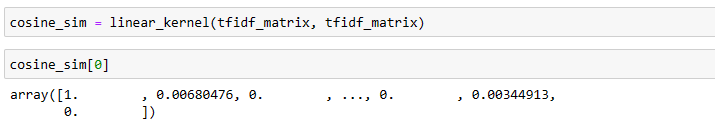 cosine_sim = linear_kernel(tfidf_matrix, tfidf_matrix)
cosine_sim[0]
array([1.        , 0.00680476, 0.        , ..., 0.        , 0.00344913,
       0.        ])